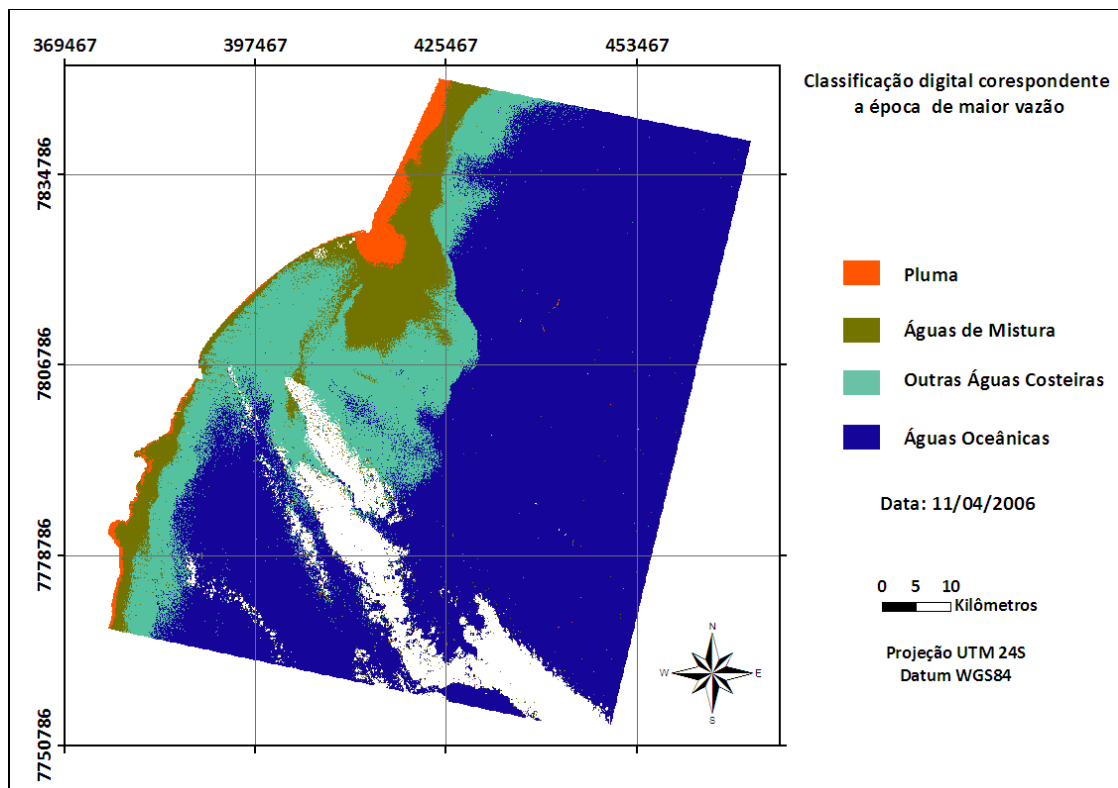 369467 397467 425467 453467
7834786
7806786
7778786
7750786
Classificação digital corespondente
a época de maior vazão
Pluma
Águas de Mistura
Outras Águas Costeiras
Águas Oceânicas
Data: 11/04/2006
0 5 10
Kilômetros
Projeção UTM 24S
Datum WGS84
N
W E
S